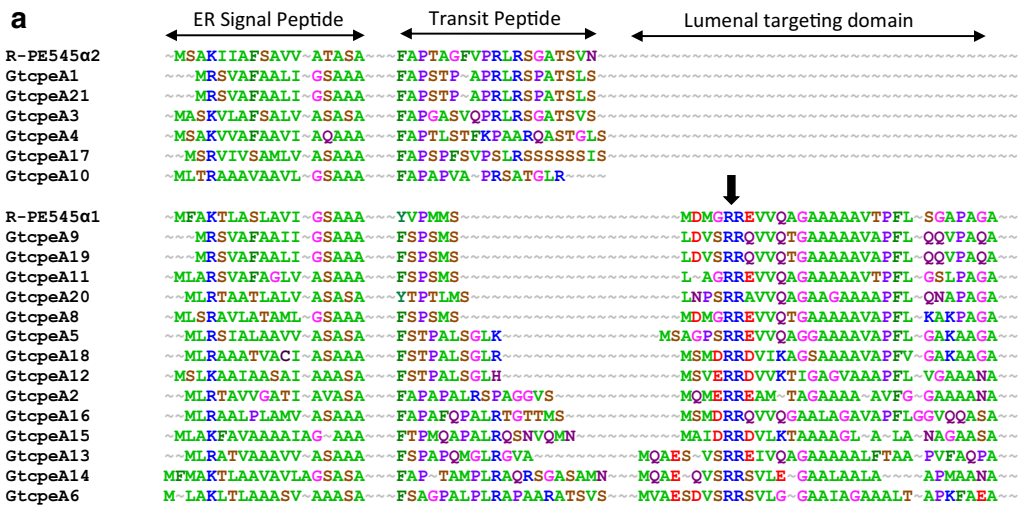 a
ER Signal Peptide Transit Peptide Lumenal targeting domain
R-PE545α2 ~MSAKIIAFSAVV~ATASA~~~FAPTAGFVPRLRSGATSVN~~~~~~~~~~~~~~~~~~~~~~~~~~~~~~~~~~~~~~
GtcpeA1 ~~~MRSVAFAALI~GSAAA~~~FAPSTP~APRLRSPATSLS~~~~~~~~~~~~~~~~~~~~~~~~~~~~~~~~~~~~~~
GtcpeA21 ~~~MRSVAFAALI~GSAAA~~~FAPSTP~APRLRSPATSLS~~~~~~~~~~~~~~~~~~~~~~~~~~~~~~~~~~~~~~
GtcpeA3 ~MASKVLAFSALV~ASASA~~~FAPGASVQPRLRSGATSVS~~~~~~~~~~~~~~~~~~~~~~~~~~~~~~~~~~~~~~
GtcpeA4 ~MSAKVVAFAAVI~AQAAA~~~FAPTLSTFKPAARQASTGLS~~~~~~~~~~~~~~~~~~~~~~~~~~~~~~~~~~~~~
GtcpeA17 ~~MSRVIVSAMLV~ASAAA~~~FAPSPFSVPSLRSSSSSSIS~~~~~~~~~~~~~~~~~~~~~~~~~~~~~~~~~~~~~
GtcpeA10 ~MLTRAAAVAAVL~GSAAA~~~FAPAPVA~PRSATGLR~~~~
R-PE545α1 ~MFAKTLASLAVI~GSAAA~~~YVPMMS~~~~~~~~~~~~~~~~~~~~MDMGRREVVQAGAAAAAVTPFL~SGAPAGA~~
GtcpeA9 ~~~MRSVAFAAII~GSAAA~~~FSPSMS~~~~~~~~~~~~~~~~~~~~LDVSRRQVVQTGAAAAAVAPFL~QQVPAQA~~
GtcpeA19 ~~~MRSVAFAALI~GSAAA~~~FSPSMS~~~~~~~~~~~~~~~~~~~~LDVSRRQVVQTGAAAAAVAPFL~QQVPAQA~~
GtcpeA11 ~MLARSVAFAGLV~ASAAA~~~FSPSMS~~~~~~~~~~~~~~~~~~~~L~AGRREVVQAGAAAAAVTPFL~GSLPAGA~~
GtcpeA20 ~~MLRTAATLALV~ASASA~~~YTPTLMS~~~~~~~~~~~~~~~~~~~~LNPSRRAVVQAGAAGAAAAPFL~QNAPAGA~~
GtcpeA8 ~MLSRAVLATAML~GSAAA~~~FSPSMS~~~~~~~~~~~~~~~~~~~~MDMGRREVVQTGAAAAAVAPFL~KAKPAGA~~
GtcpeA5 ~~MLRSIALAAVV~ASAAA~~~FSTPALSGLK~~~~~~~~~~~~~~MSAGPSRREVVQAGGAAAAVAPFL~GAKAAGA~~
GtcpeA18 ~~MLRAAATVACI~ASAAA~~~FSTPALSGLR~~~~~~~~~~~~~~~~MSMDRRDVIKAGSAAAAVAPFV~GAKAAGA~~
GtcpeA12 ~MSLKAAIAASAI~AAASA~~~FSTPALSGLH~~~~~~~~~~~~~~~~MSVERRDVVKTIGAGVAAAPFL~VGAAANA~~
GtcpeA2 ~~MLRTAVVGATI~AVASA~~~FAPAPALRSPAGGVS~~~~~~~~~~~MQMERREAM~TAGAAAA~AVFG~GAAAANA~~
GtcpeA16 ~~MLRAALPLAMV~ASAAA~~~FAPAFQPALRTGTTMS~~~~~~~~~~MSMDRRQVVQGAALAGAVAPFLGGVQQASA~~
GtcpeA15 ~~MLAKFAVAAAAIAG~AAA~~~FTPMQAPALRQSNVQMN~~~~~~~~~MAIDRRDVLKTAAAAGL~A~LA~NAGAASA~~
GtcpeA13 ~~MLRATVAAAVV~ASAAA~~~FSPAPQMGLRGVA~~~~~~~~~MQAES~VSRREIVQGAAAAALFTAA~PVFAQPA~~
GtcpeA14 MFMAKTLAAVAVLAGSASA~~~FAP~TAMPLRAQRSGASAMN~~~MQAE~QVSRRSVLE~GAALAALA~~~APMAANA~~
GtcpeA6 M~LAKLTLAAASV~AAASA~~~FSAGPALPLRAPAARATSVS~~~MVAESDVSRRSVLG~GAAIAGAAALT~APKFAEA~~